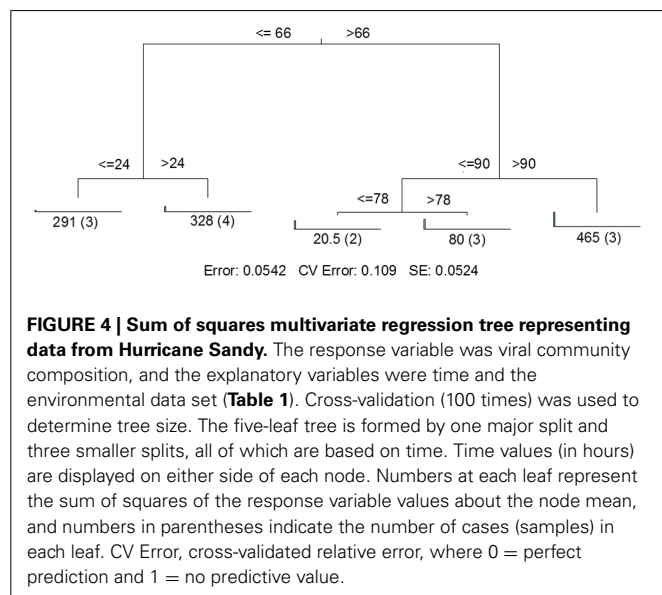 <= 66 >66
<=24 >24
<=90 >90
<=78 >78
291 (3)
328 (4)
20.5 (2)
80 (3)
465 (3)
Error: 0.0542 CV Error: 0.109 SE: 0.0524
FIGURE 4 | Sum of squares multivariate regression tree representing
data from Hurricane Sandy. The response variable was viral community
composition, and the explanatory variables were time and the
environmental data set (Table 1). Cross-validation (100 times) was used to
determine tree size. The five-leaf tree is formed by one major split and
three smaller splits, all of which are based on time. Time values (in hours)
are displayed on either side of each node. Numbers at each leaf represent
the sum of squares of the response variable values about the node mean,
and numbers in parentheses indicate the number of cases (samples) in
each leaf. CV Error, cross-validated relative error, where 0 = perfect
prediction and 1 = no predictive value.